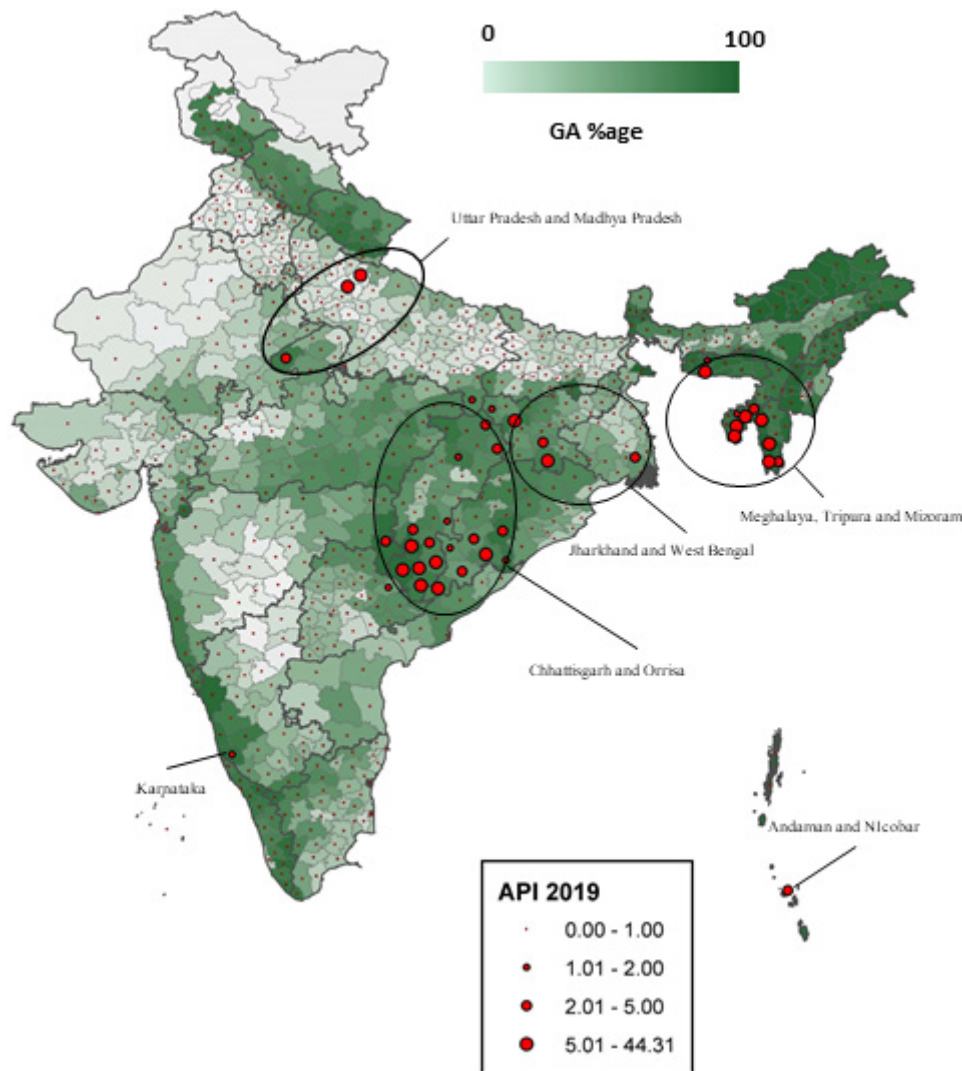 0 100
GA %age
Uttar Pradesh and Madhya Pradesh
Meghalaya, Tripura and Mizoram
Jharkhand and West Bengal
Chhattisgarh and Orrisa
Karnataka
Andaman and NIcobar
API 2019
0.00 - 1.00
1.01 - 2.00
2.01 - 5.00
5.01 - 44.31